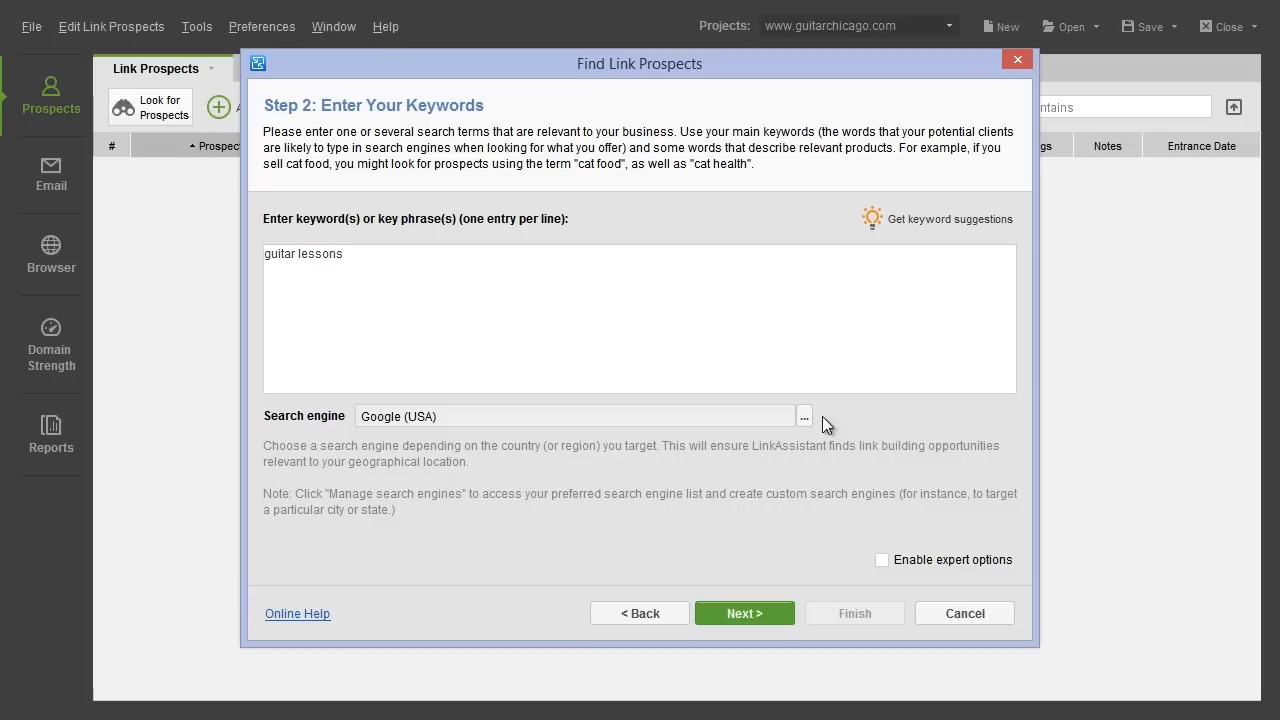 File Edit Link Prospects Tools Preferences Window Help Projects: www.guitarchicago.com New Open Save Close
Find Link Prospects
Link Prospects
Prospects
Look for
Prospects
A
ntains
Step 2: Enter Your Keywords
Please enter one or several search terms that are relevant to your business. Use your main keywords (the words that your potential clients
are likely to type in search engines when looking for what you offer) and some words that describe relevant products. For example, if you
sell cat food, you might look for prospects using the term "cat food", as well as "cat health".
# Prospec gs Notes Entrance Date
Email
Browser
Domain
Strength
Reports
Enter keyword(s) or key phrase(s) (one entry per line): Get keyword suggestions
guitar lessons
Search engine Google (USA) ...
Choose a search engine depending on the country (or region) you target. This will ensure LinkAssistant finds link building opportunities
relevant to your geographical location.
Note: Click "Manage search engines" to access your preferred search engine list and create custom search engines (for instance, to target
a particular city or state.)
Enable expert options
Online Help < Back Next > Finish Cancel